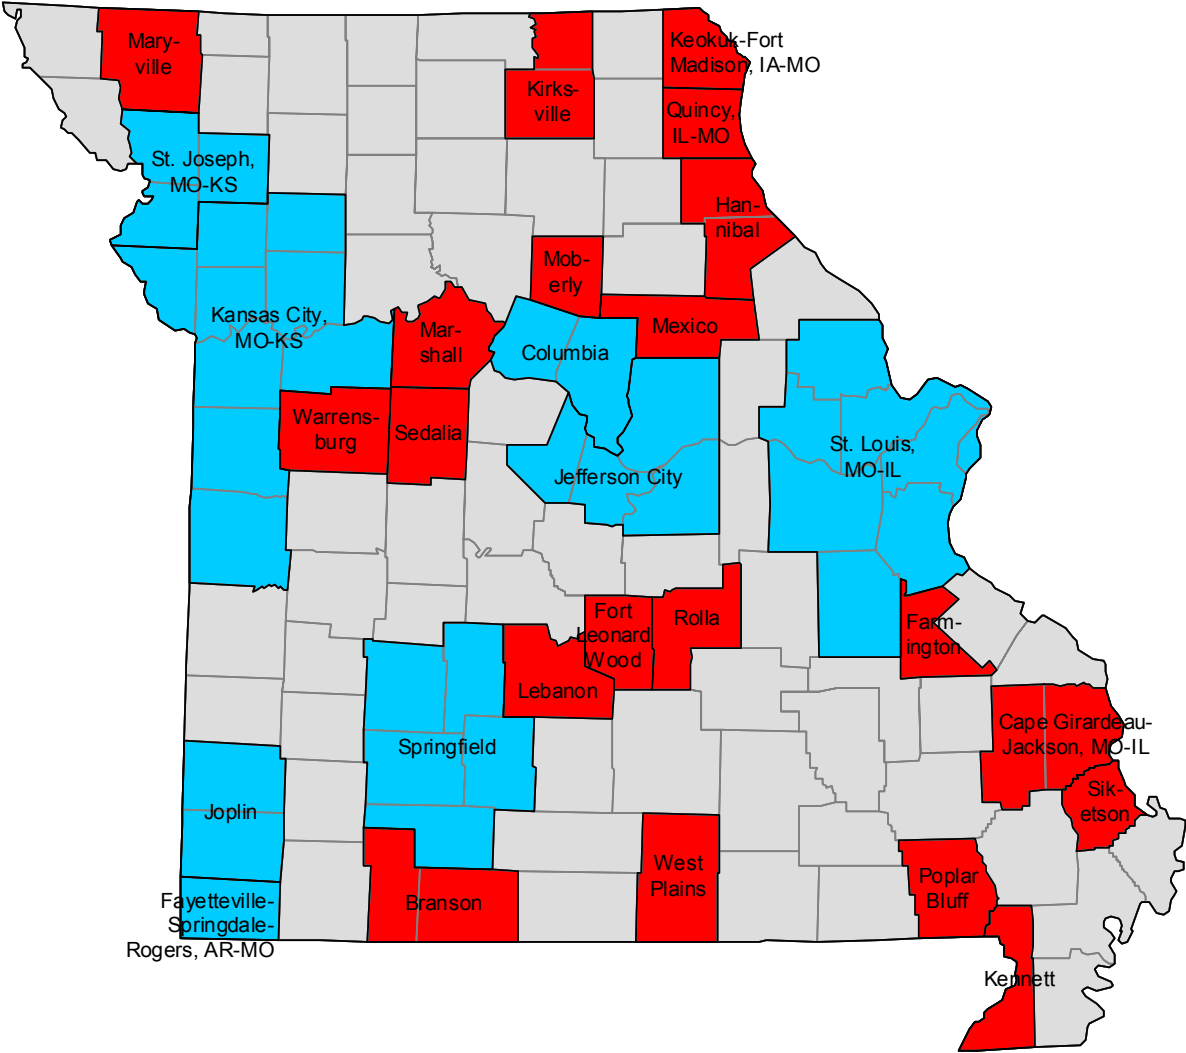 Mary-
ville
Keokuk-Fort
Madison, IA-MO
Kirks-
ville
Quincy,
IL-MO
St. Joseph,
MO-KS
Han-
nibal
Mob-
erly
Kansas City,
MO-KS
Mar-
shall
Mexico
Columbia
Warrens-
burg
Sedalia
St. Louis,
MO-IL
Jefferson City
Fort
Leonard
Wood
Rolla
Farm-
ington
Lebanon
Springfield
Cape Girardeau-
Jackson, MO-IL
Sik-
etson
Joplin
West
Plains
Poplar
Bluff
Branson
Fayetteville-
Springdale-
Rogers, AR-MO
Kennett